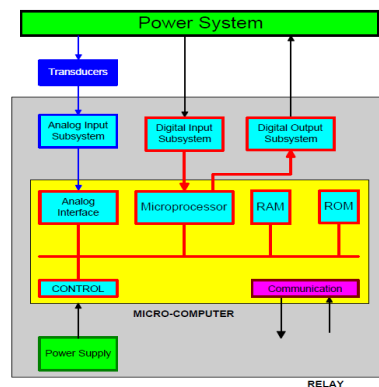 Power System
Transducers
Analog Input
Subsystem
Digital Input
Subsystem
Digital Output
Subsystem
Analog
Interface
Microprocessor
RAM
ROM
CONTROL
Communication
MICRO-COMPUTER
Power Supply
RELAY